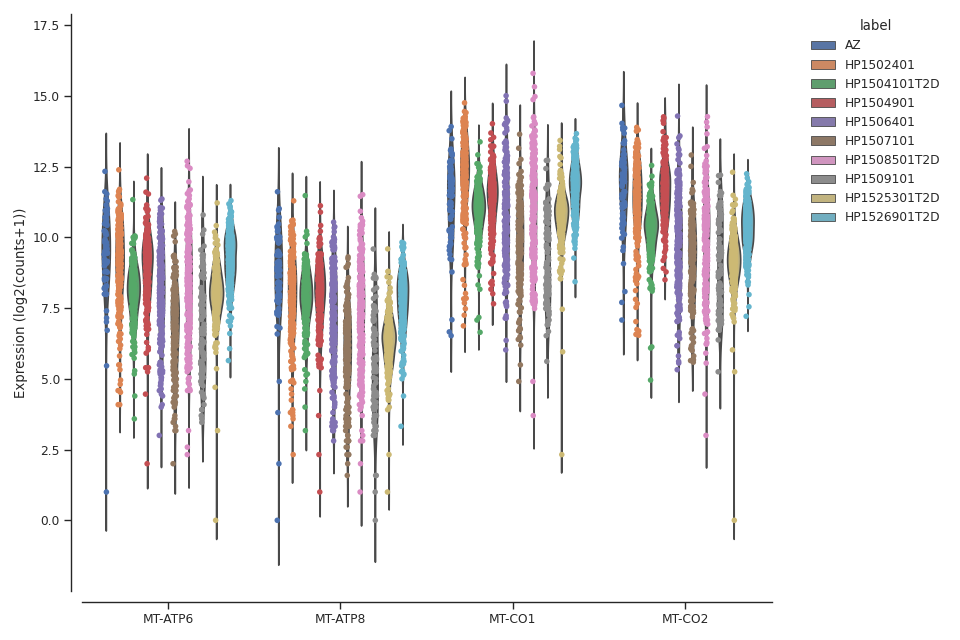 17.5
15.0
12.5
10.0
7.5
5.0
2.5
0.0
Expression (log2(counts+1))
MT-ATP6
MT-ATP8
MT-CO1
MT-CO2
label
AZ
HP1502401
HP1504101T2D
HP1504901
HP1506401
HP1507101
HP1508501T2D
HP1509101
HP1525301T2D
HP1526901T2D